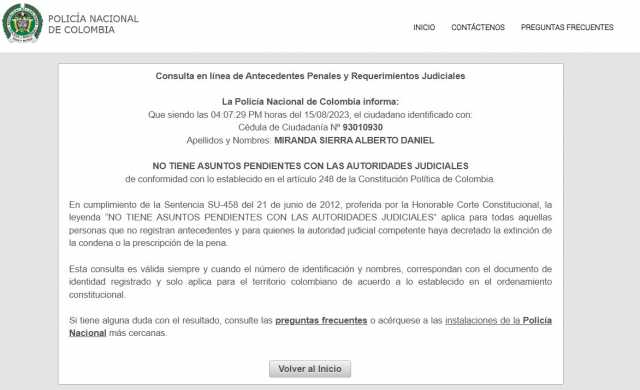 POLICÍA NACIONAL
DE COLOMBIA
INICIO CONTÁCTENOS PREGUNTAS FRECUENTES
Consulta en línea de Antecedentes Penales y Requerimientos Judiciales
La Policía Nacional de Colombia informa:
Que siendo las 04:07:29 PM horas del 15/08/2023, el ciudadano identificado con:
Cédula de Ciudadanía Nº 93010930
Apellidos y Nombres: MIRANDA SIERRA ALBERTO DANIEL
NO TIENE ASUNTOS PENDIENTES CON LAS AUTORIDADES JUDICIALES
de conformidad con lo establecido en el artículo 248 de la Constitución Política de Colombia.
En cumplimiento de la Sentencia SU-458 del 21 de junio de 2012, proferida por la Honorable Corte Constitucional, la
leyenda "NO TIENE ASUNTOS PENDIENTES CON LAS AUTORIDADES JUDICIALES" aplica para todas aquellas
personas que no registran antecedentes y para quienes la autoridad judicial competente haya decretado la extinción de
la condena o la prescripción de la pena.
Esta consulta es válida siempre y cuando el número de identificación y nombres, correspondan con el documento de
identidad registrado y solo aplica para el territorio colombiano de acuerdo a lo establecido en el ordenamiento
constitucional.
Si tiene alguna duda con el resultado, consulte las preguntas frecuentes o acérquese a las instalaciones de la Policía
Nacional más cercanas.
Volver al Inicio